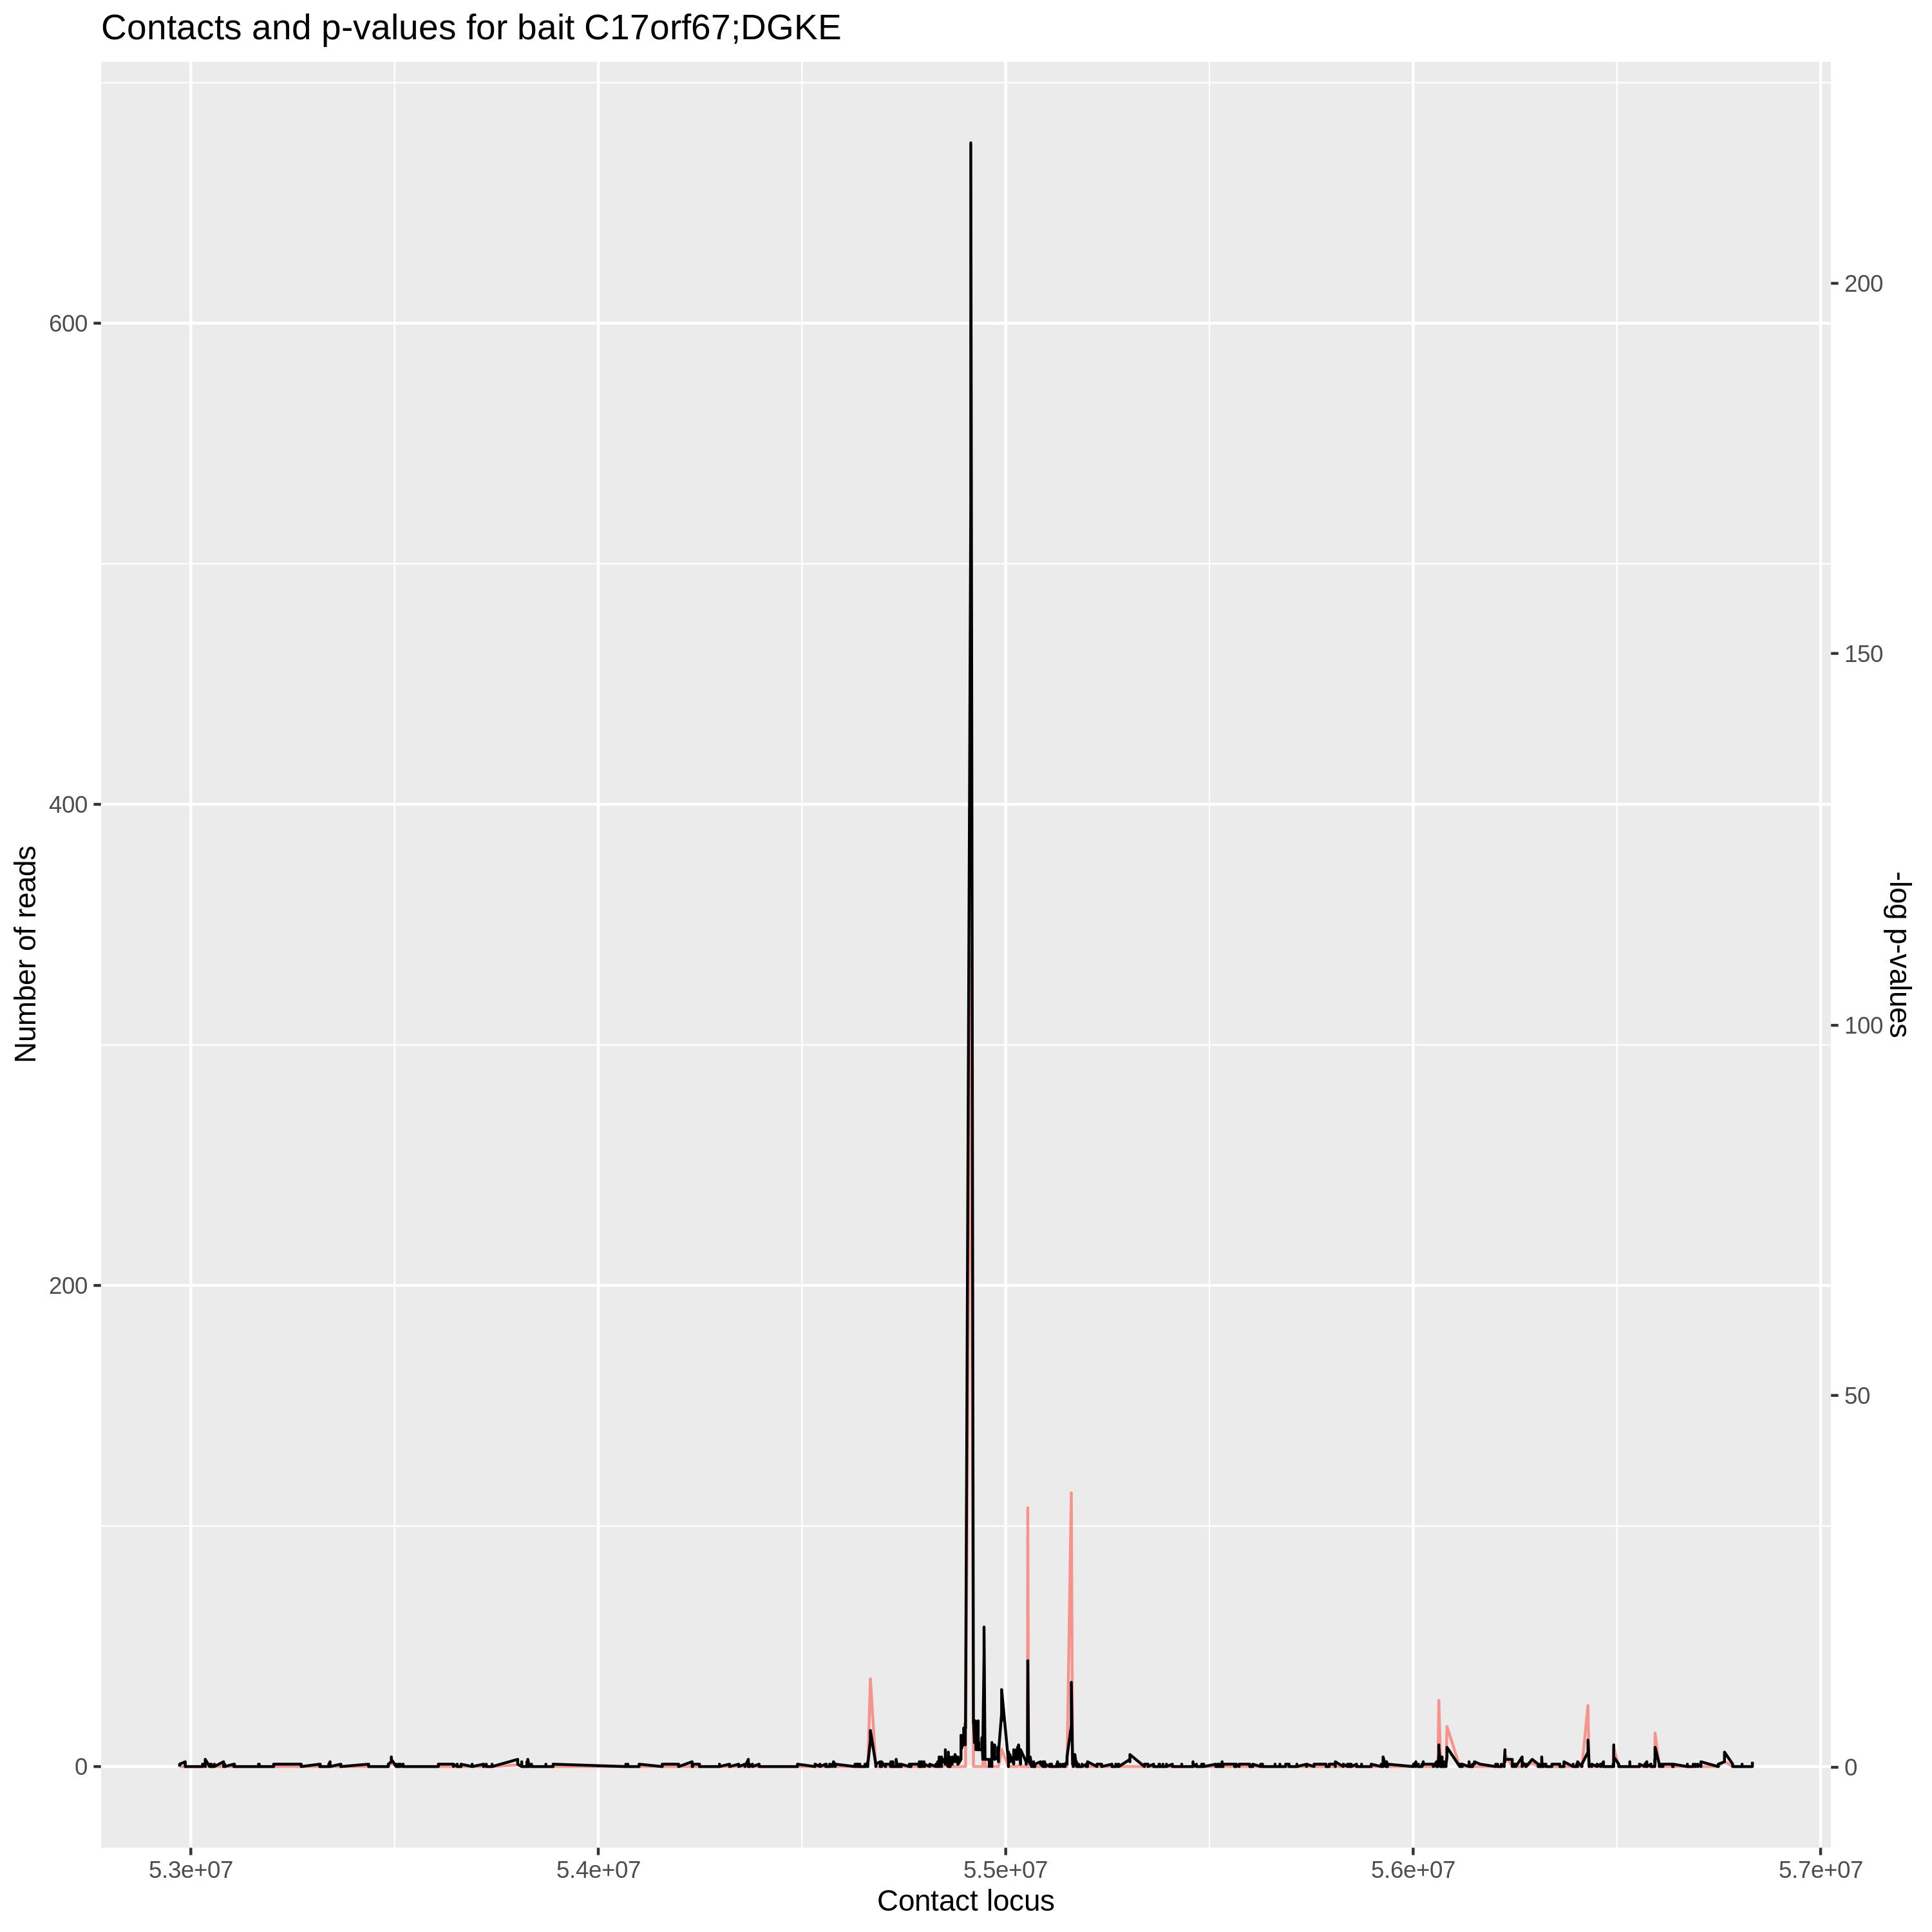 Contacts and p-values for bait C17orf67;DGKE
Number of reads
600
400
200
0
200
150
100
50
0
-log p-values
5.3e+07
5.4e+07
5.5e+07
5.6e+07
5.7e+07
Contact locus